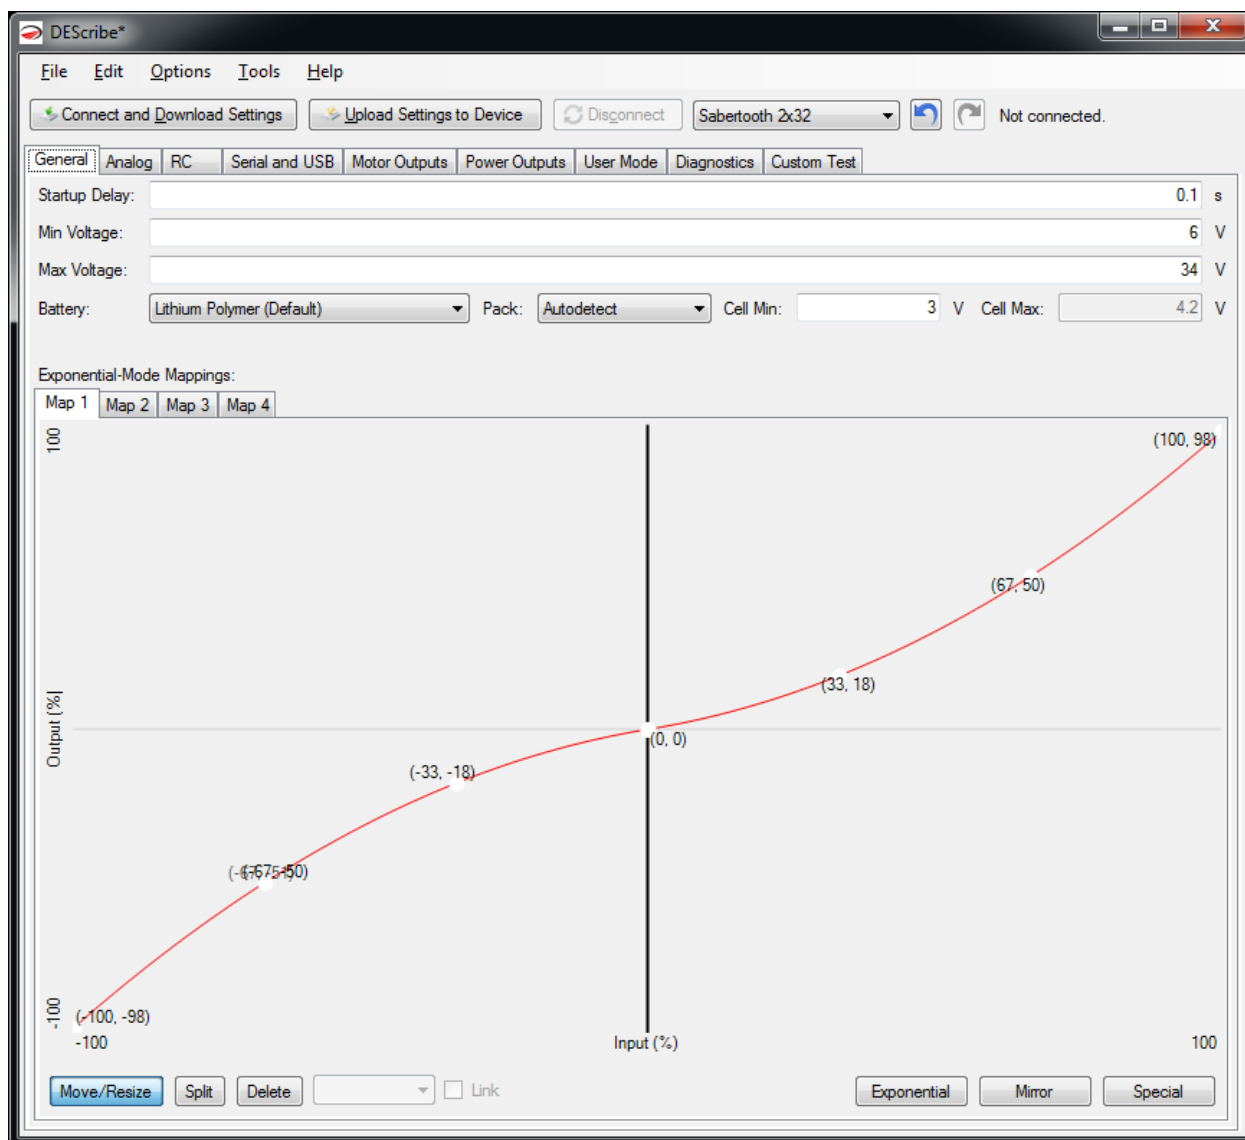 DEScribe*
File Edit Options Tools Help
Connect and Download Settings Upload Settings to Device Disconnect Sabertooth 2x32 Not connected.
General Analog RC Serial and USB Motor Outputs Power Outputs User Mode Diagnostics Custom Test
Startup Delay: 0.1 s
Min Voltage: 6 V
Max Voltage: 34 V
Battery: Lithium Polymer (Default) Pack: Autodetect Cell Min: 3 V Cell Max: 4.2 V
Exponential-Mode Mappings:
Map 1 Map 2 Map 3 Map 4
100
(100, 98)
(67, 50)
(33, 18)
Output (%)
(0, 0)
(-33, -18)
(-67, -51) (-67, -50)
-100
(-100, -98)
-100 Input (%) 100
Move/Resize Split Delete Link Exponential Mirror Special